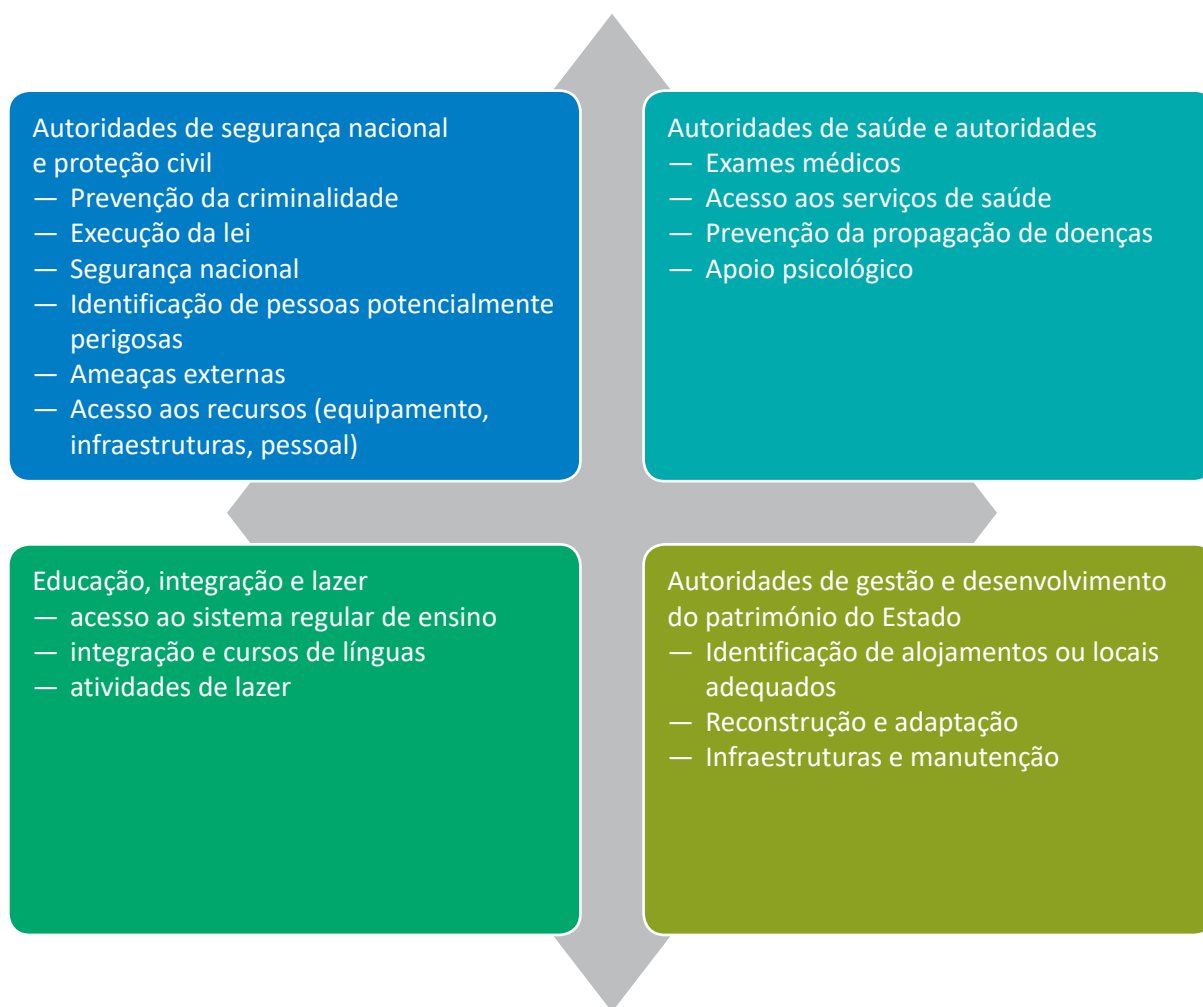 Autoridades de segurança nacional
e proteção civil
— Prevenção da criminalidade
— Execução da lei
— Segurança nacional
— Identificação de pessoas potencialmente
perigosas
— Ameaças externas
— Acesso aos recursos (equipamento,
infraestruturas, pessoal)
Autoridades de saúde e autoridades
— Exames médicos
— Acesso aos serviços de saúde
— Prevenção da propagação de doenças
— Apoio psicológico
Educação, integração e lazer
— acesso ao sistema regular de ensino
— integração e cursos de línguas
— atividades de lazer
Autoridades de gestão e desenvolvimento
do património do Estado
— Identificação de alojamentos ou locais
adequados
— Reconstrução e adaptação
— Infraestruturas e manutenção